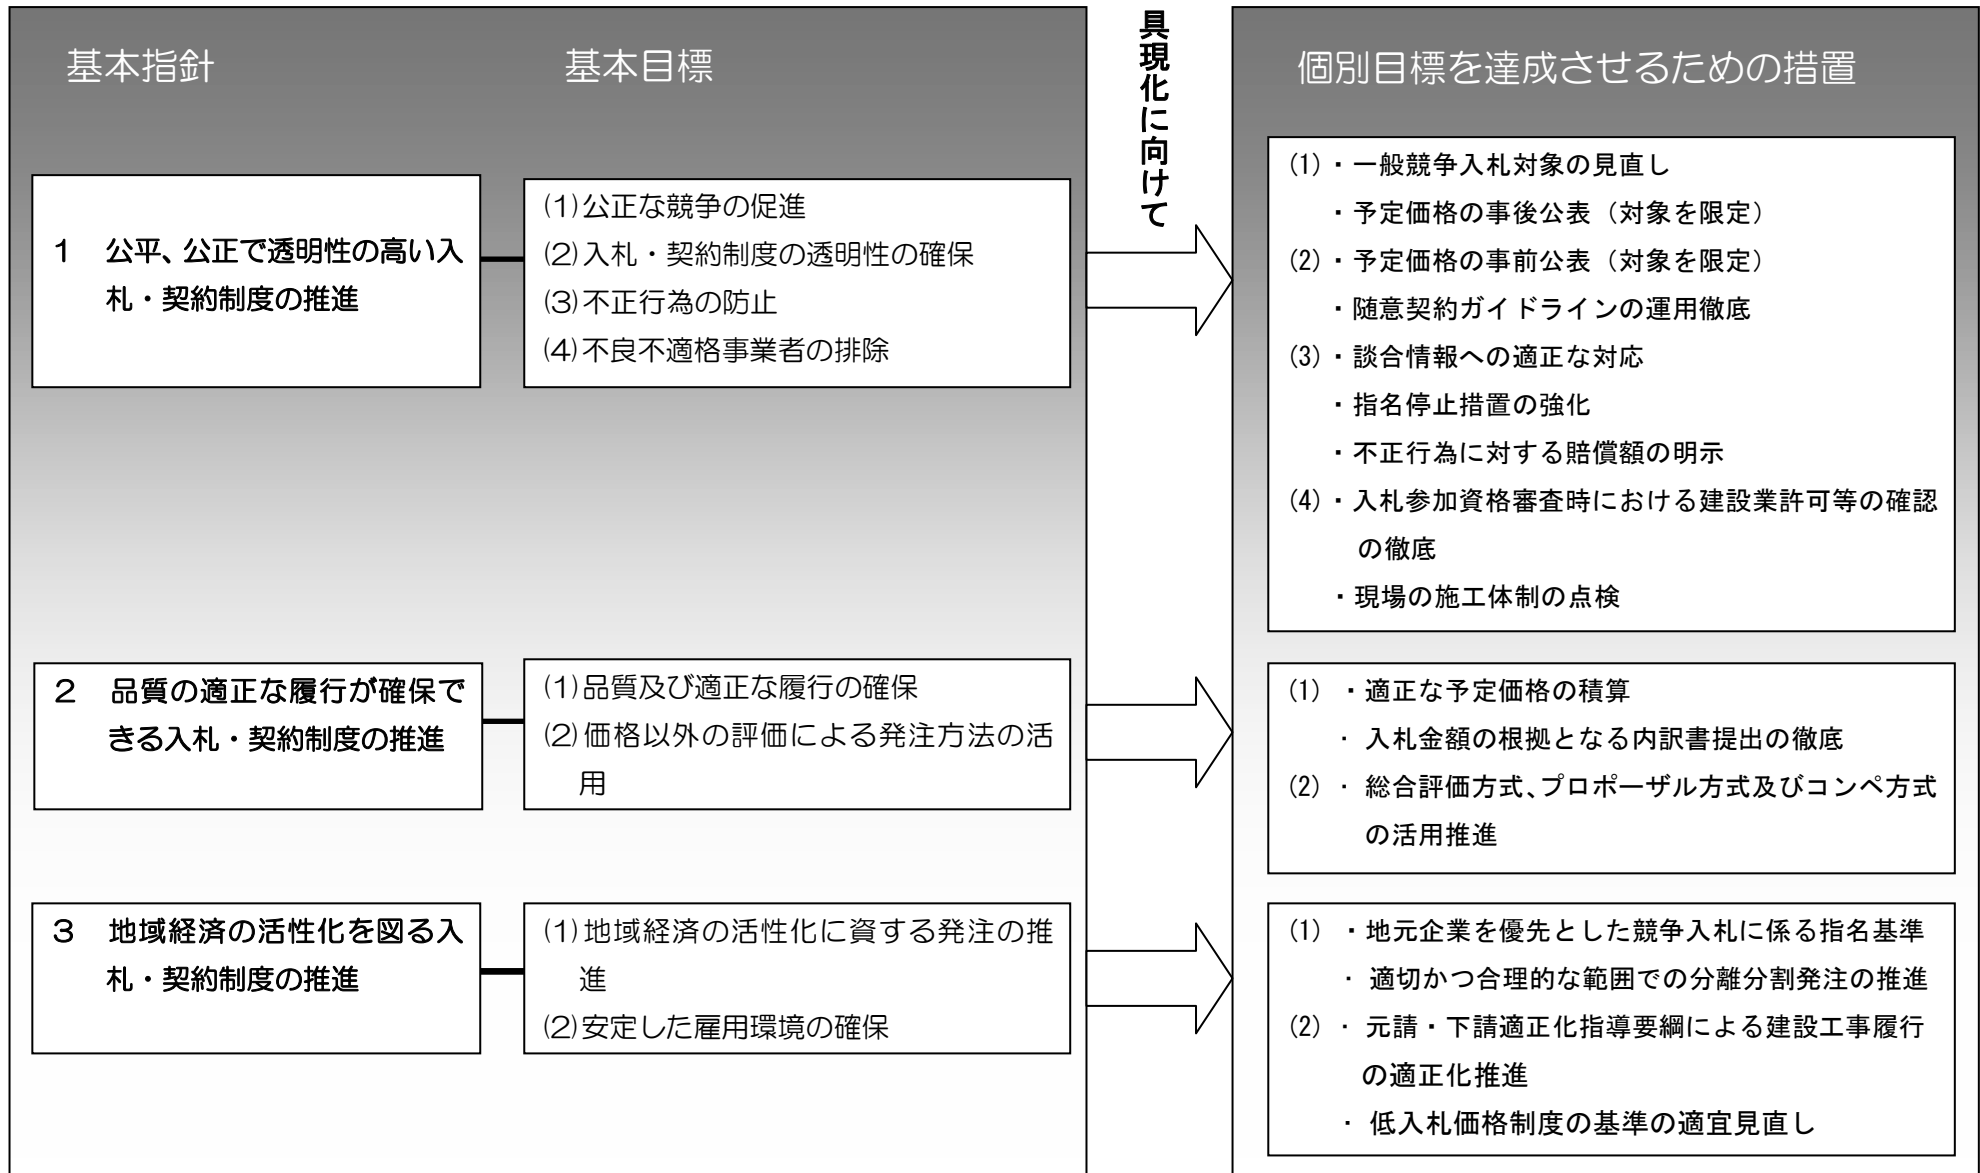 基本指針
基本目標
具現化に向けて
個別目標を達成させるための措置
1 公平、公正で透明性の高い入
札・契約制度の推進
(1)公正な競争の促進
(2)入札・契約制度の透明性の確保
(3)不正行為の防止
(4)不良不適格事業者の排除
(1)・一般競争入札対象の見直し
・予定価格の事後公表（対象を限定）
(2)・予定価格の事前公表（対象を限定）
・随意契約ガイドラインの運用徹底
(3)・談合情報への適正な対応
・指名停止措置の強化
・不正行為に対する賠償額の明示
(4)・入札参加資格審査時における建設業許可等の確認
の徹底
・現場の施工体制の点検
2 品質の適正な履行が確保で
きる入札・契約制度の推進
(1)品質及び適正な履行の確保
(2)価格以外の評価による発注方法の活
用
(1) ・適正な予定価格の積算
・ 入札金額の根拠となる内訳書提出の徹底
(2) ・ 総合評価方式、プロポーザル方式及びコンペ方式
の活用推進
3 地域経済の活性化を図る入
札・契約制度の推進
(1)地域経済の活性化に資する発注の推
進
(2)安定した雇用環境の確保
(1) ・地元企業を優先とした競争入札に係る指名基準
・ 適切かつ合理的な範囲での分離分割発注の推進
(2) ・ 元請・下請適正化指導要綱による建設工事履行
の適正化推進
・ 低入札価格制度の基準の適宜見直し